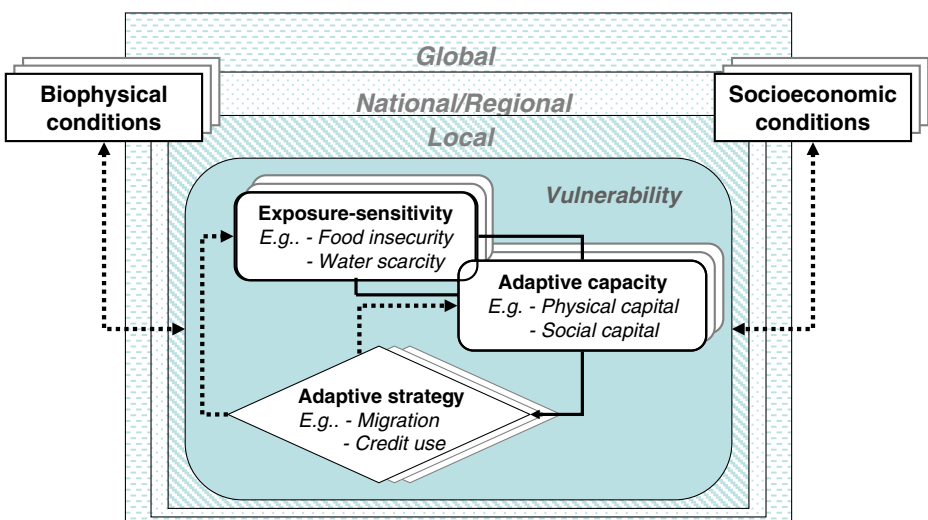 Global
Biophysical
conditions
Socioeconomic
conditions
National/Regional
Local
Vulnerability
Exposure-sensitivity
E.g.. - Food insecurity
- Water scarcity
Adaptive capacity
E.g. - Physical capital
- Social capital
Adaptive strategy
E.g.. - Migration
- Credit use